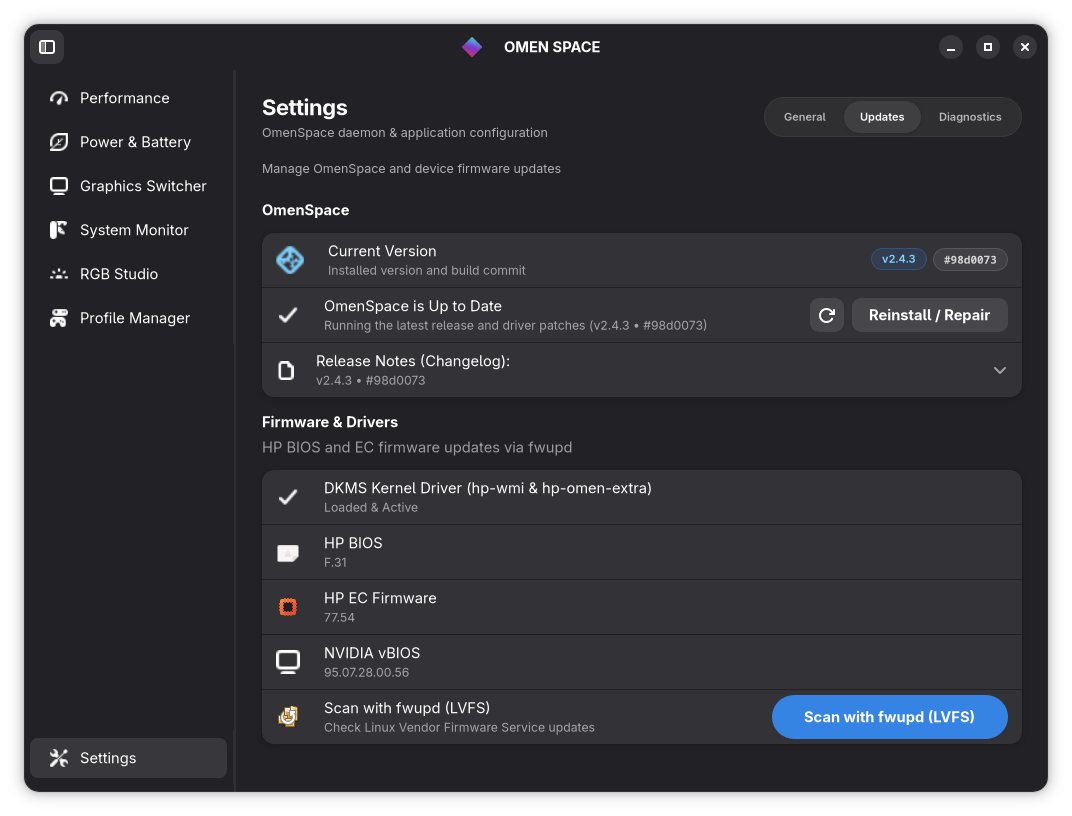 OMEN SPACE
Performance
Power & Battery
Graphics Switcher
System Monitor
RGB Studio
Profile Manager
Settings
Settings
OmenSpace daemon & application configuration
General
Updates
Diagnostics
Manage OmenSpace and device firmware updates
OmenSpace
Current Version
Installed version and build commit
v2.4.3
#98d0073
OmenSpace is Up to Date
Running the latest release and driver patches (v2.4.3 • #98d0073)
Reinstall / Repair
Release Notes (Changelog):
v2.4.3 • #98d0073
Firmware & Drivers
HP BIOS and EC firmware updates via fwupd
DKMS Kernel Driver (hp-wmi & hp-omen-extra)
Loaded & Active
HP BIOS
F.31
HP EC Firmware
77.54
NVIDIA vBIOS
95.07.28.00.56
Scan with fwupd (LVFS)
Check Linux Vendor Firmware Service updates
Scan with fwupd (LVFS)